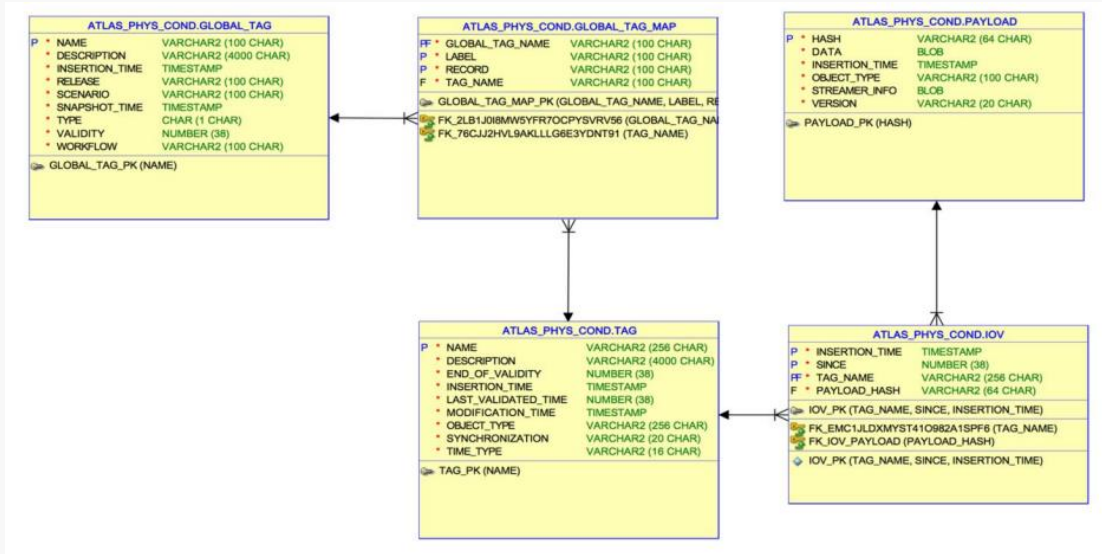 ATLAS_PHYS_COND.GLOBAL_TAG
P * NAME VARCHAR2 (100 CHAR)
* DESCRIPTION VARCHAR2 (4000 CHAR)
* INSERTION_TIME TIMESTAMP
* RELEASE VARCHAR2 (100 CHAR)
* SCENARIO VARCHAR2 (100 CHAR)
* SNAPSHOT_TIME TIMESTAMP
* TYPE CHAR (1 CHAR)
* VALIDITY NUMBER (38)
* WORKFLOW VARCHAR2 (100 CHAR)
GLOBAL_TAG_PK (NAME)
ATLAS_PHYS_COND.GLOBAL_TAG_MAP
PF * GLOBAL_TAG_NAME VARCHAR2 (100 CHAR)
P * LABEL VARCHAR2 (100 CHAR)
P * RECORD VARCHAR2 (100 CHAR)
F * TAG_NAME VARCHAR2 (100 CHAR)
GLOBAL_TAG_MAP_PK (GLOBAL_TAG_NAME, LABEL, RE
FK_2LB1J0I8MW5YFR7OCPYSVRV56 (GLOBAL_TAG_NA
FK_76CJJ2HVL9AKLLLG6E3YDNT91 (TAG_NAME)
ATLAS_PHYS_COND.PAYLOAD
P * HASH VARCHAR2 (64 CHAR)
* DATA BLOB
* INSERTION_TIME TIMESTAMP
* OBJECT_TYPE VARCHAR2 (100 CHAR)
* STREAMER_INFO BLOB
* VERSION VARCHAR2 (20 CHAR)
PAYLOAD_PK (HASH)
ATLAS_PHYS_COND.TAG
P * NAME VARCHAR2 (256 CHAR)
* DESCRIPTION VARCHAR2 (4000 CHAR)
* END_OF_VALIDITY NUMBER (38)
* INSERTION_TIME TIMESTAMP
* LAST_VALIDATED_TIME NUMBER (38)
* MODIFICATION_TIME TIMESTAMP
* OBJECT_TYPE VARCHAR2 (256 CHAR)
* SYNCHRONIZATION VARCHAR2 (20 CHAR)
* TIME_TYPE VARCHAR2 (16 CHAR)
TAG_PK (NAME)
ATLAS_PHYS_COND.IOV
P * INSERTION_TIME TIMESTAMP
P * SINCE NUMBER (38)
PF * TAG_NAME VARCHAR2 (256 CHAR)
F * PAYLOAD_HASH VARCHAR2 (64 CHAR)
IOV_PK (TAG_NAME, SINCE, INSERTION_TIME)
FK_EMC1JLDXMYST41O982A1SPF6 (TAG_NAME)
FK_IOV_PAYLOAD (PAYLOAD_HASH)
IOV_PK (TAG_NAME, SINCE, INSERTION_TIME)